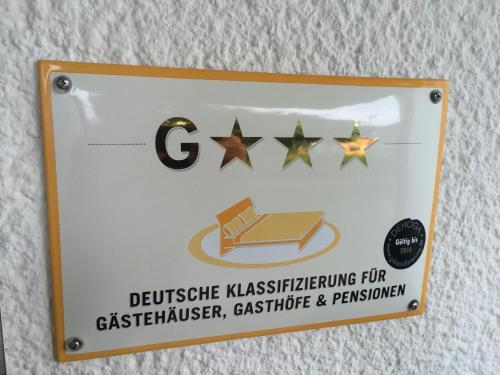 G★★★
DEHOGA
Gültig bis
DEUTSCHE KLASSIFIZIERUNG FÜR
GÄSTEHÄUSER, GASTHÖFE & PENSIONEN